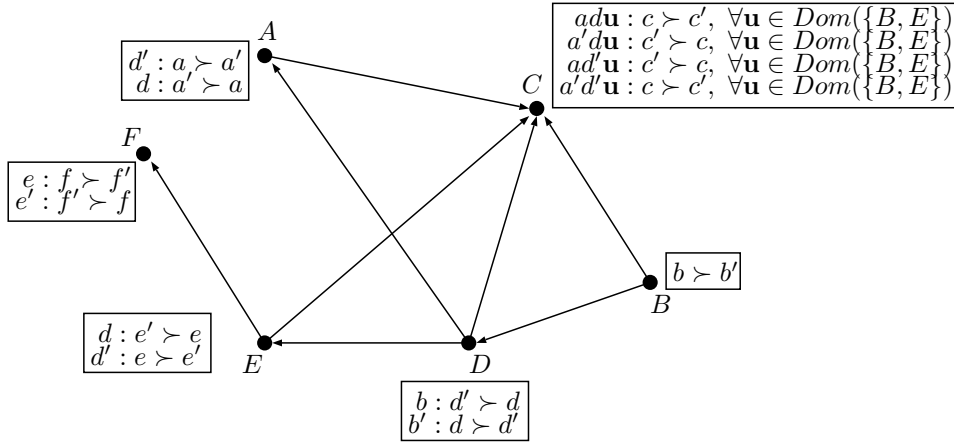 adu : c ≻ c′, ∀u ∈ Dom({B, E})
a′du : c′ ≻ c, ∀u ∈ Dom({B, E})
ad′u : c′ ≻ c, ∀u ∈ Dom({B, E})
a′d′u : c ≻ c′, ∀u ∈ Dom({B, E})
A
d′ : a ≻ a′
d : a′ ≻ a
C
F
e : f ≻ f′
e′ : f′ ≻ f
b ≻ b′
B
d : e′ ≻ e
d′ : e ≻ e′
E
D
b : d′ ≻ d
b′ : d ≻ d′